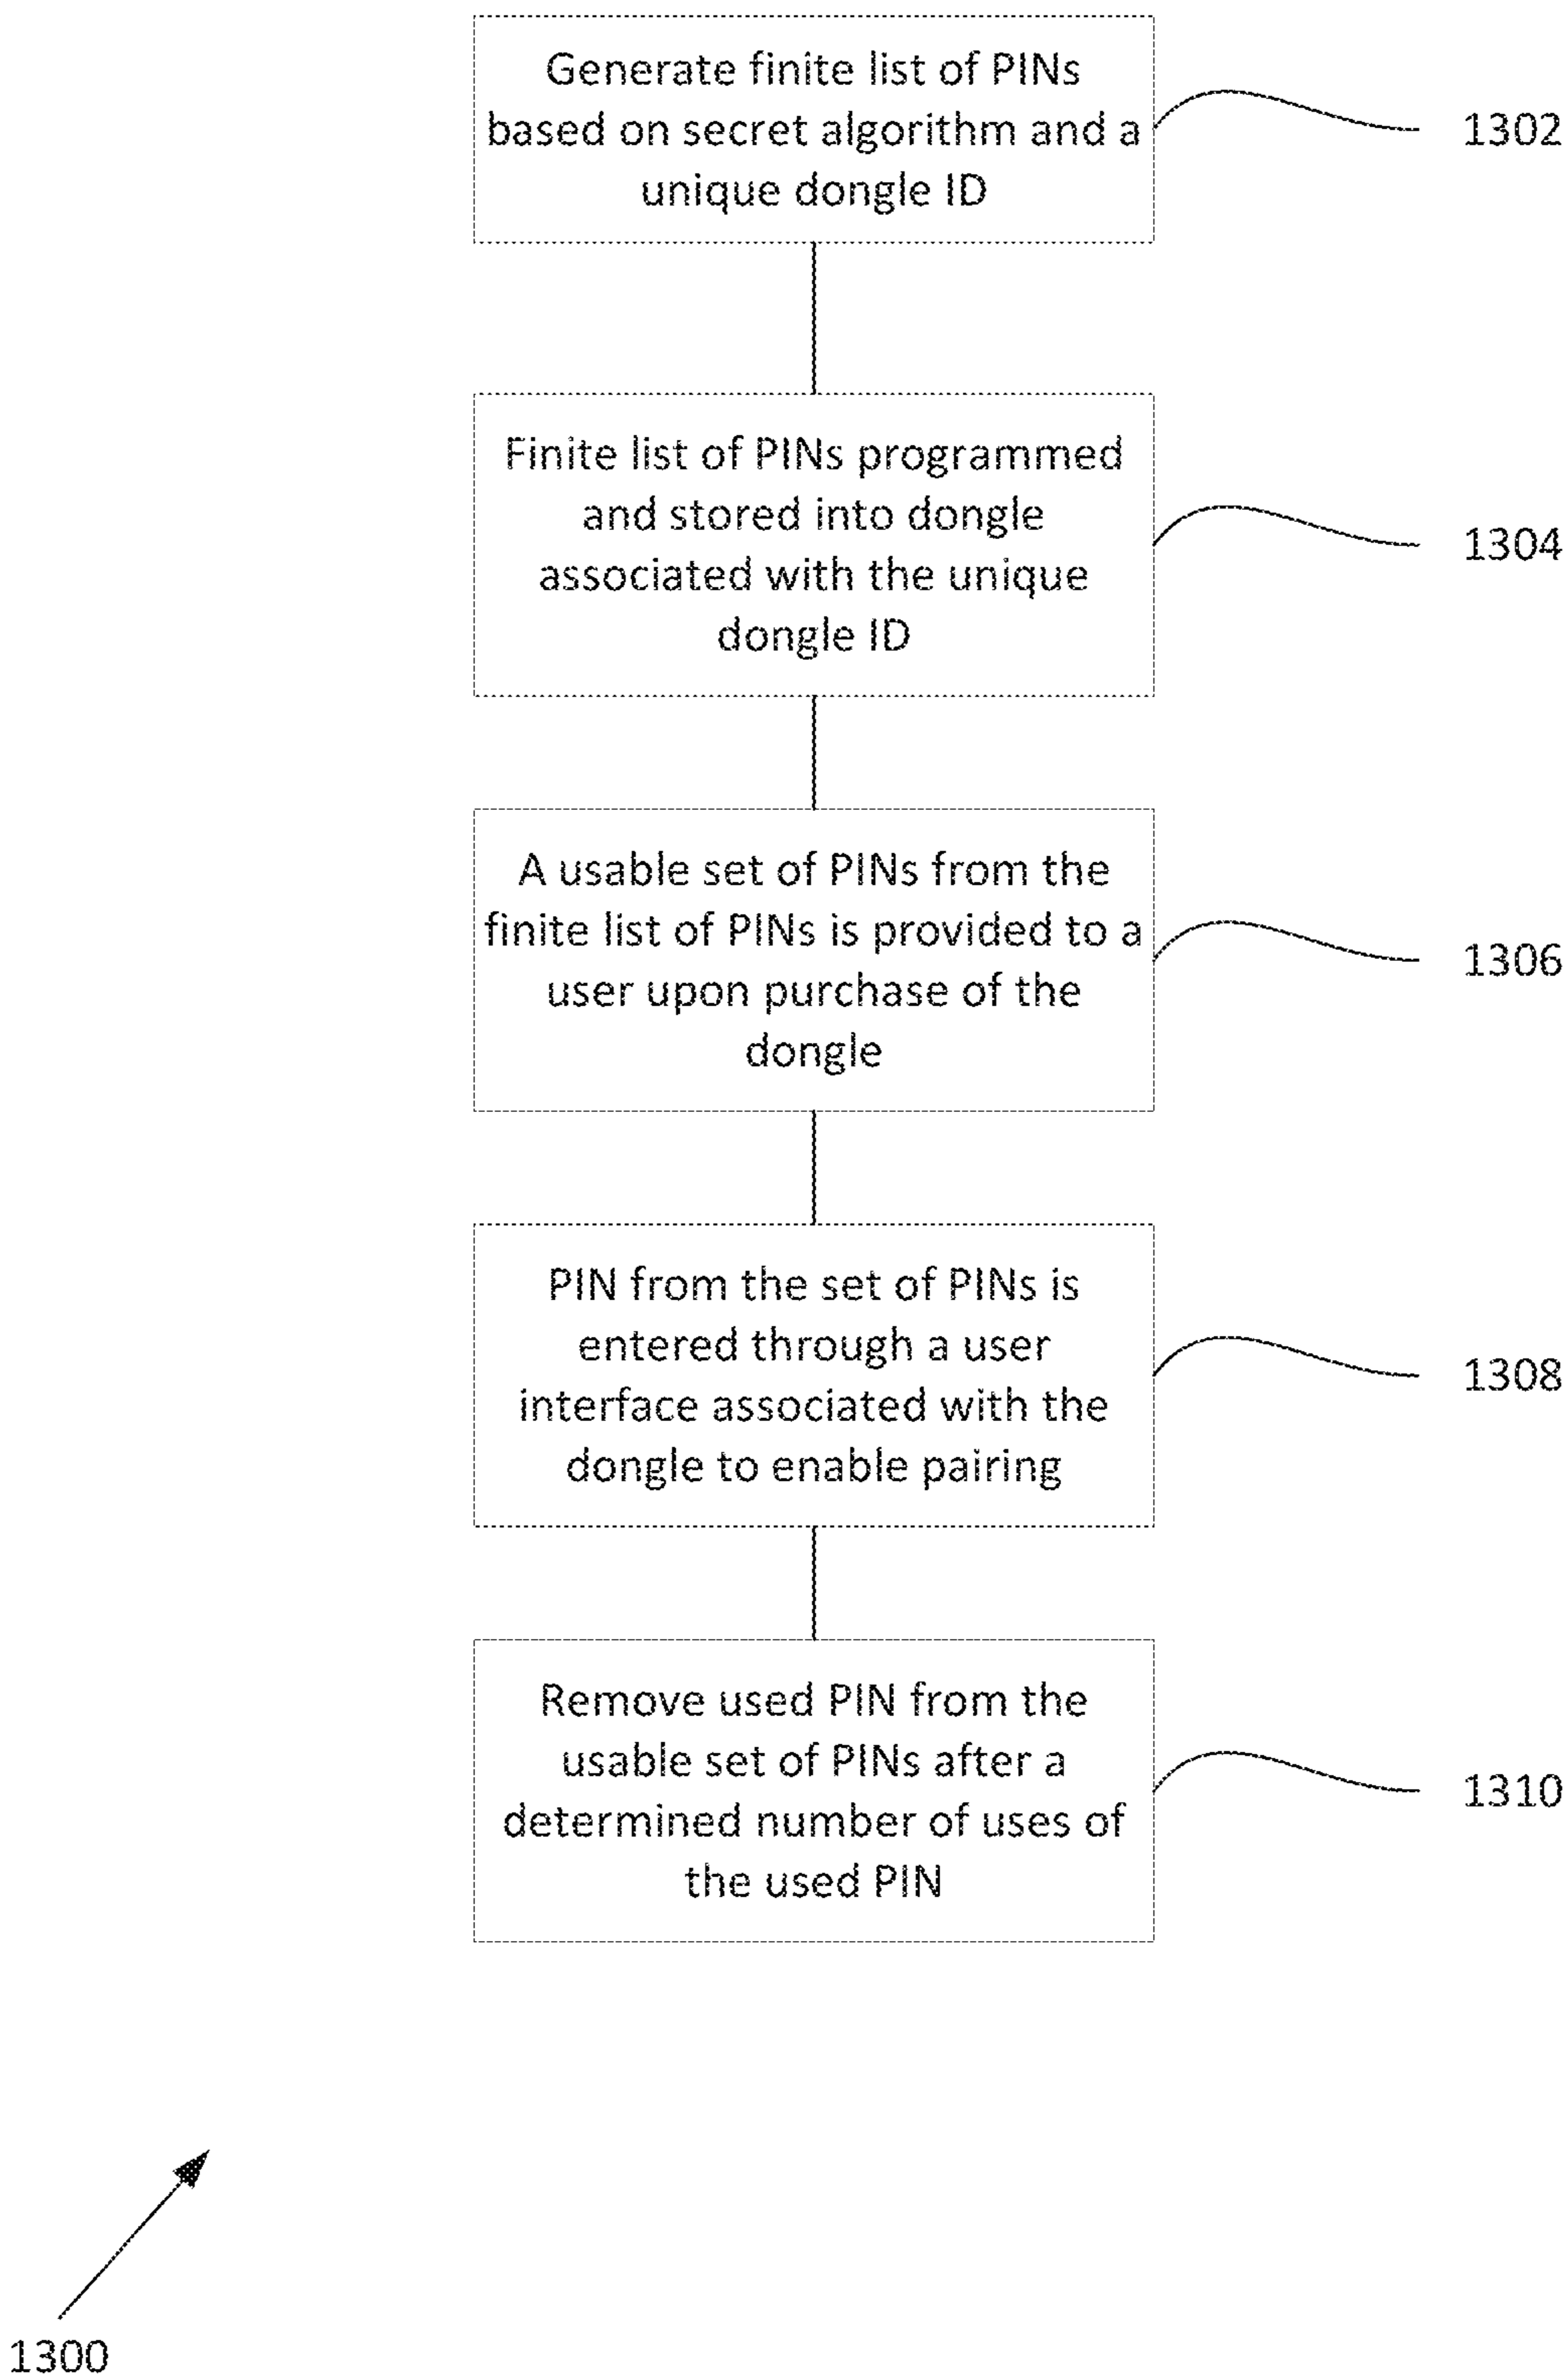 Generate finite list of PINs
based on secret algorithm and a
unique dongle ID
1302
Finite list of PINs programmed
and stored into dongle
associated with the unique
dongle ID
1304
A usable set of PINs from the
finite list of PINs is provided to a
user upon purchase of the
dongle
1306
PIN from the set of PINs is
entered through a user
interface associated with the
dongle to enable pairing
1308
Remove used PIN from the
usable set of PINs after a
determined number of uses of
the used PIN
1310
1300